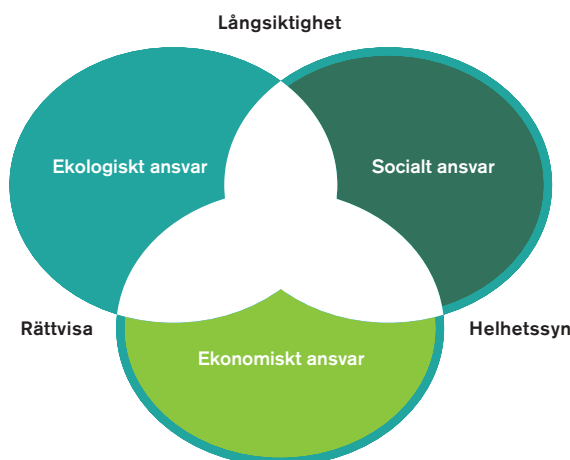 Långsiktighet
Ekologiskt ansvar
Socialt ansvar
Rättvisa
Helhetssyn
Ekonomiskt ansvar